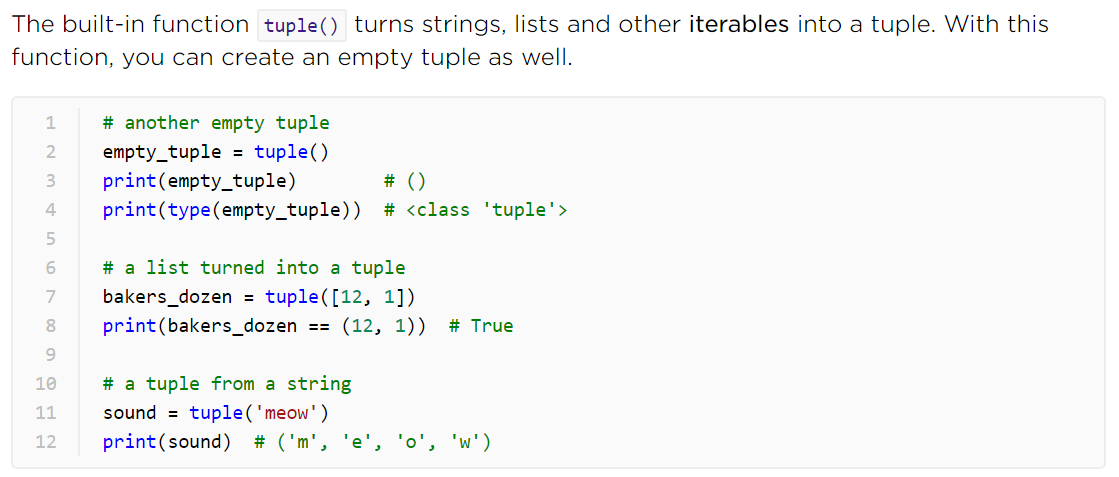 The built-in function tuple() turns strings, lists and other iterables into a tuple. With this
function, you can create an empty tuple as well.
1 # another empty tuple
2 empty_tuple = tuple()
3 print(empty_tuple)        # ()
4 print(type(empty_tuple))  # <class 'tuple'>
5
6 # a list turned into a tuple
7 bakers_dozen = tuple([12, 1])
8 print(bakers_dozen == (12, 1))  # True
9
10 # a tuple from a string
11 sound = tuple('meow')
12 print(sound)  # ('m', 'e', 'o', 'w')